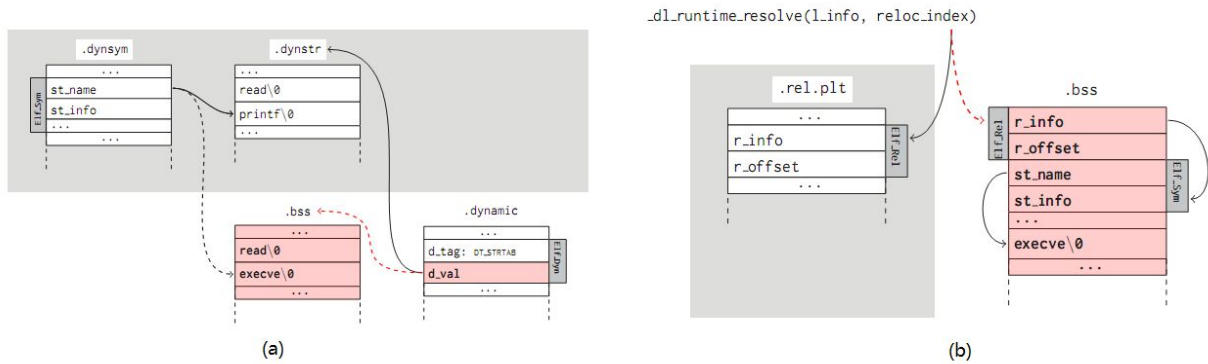 .dynsym
...
st_name
st_info
...
...
Elf_Sym
.dynstr
...
read\0
printf\0
...
.bss
...
read\0
execve\0
...
.dynamic
...
d_tag: DT_STRTAB
d_val
...
Elf_Dyn
(a)
_dl_runtime_resolve(l_info, reloc_index)
.rel.plt
...
r_info
r_offset
...
Elf_Rel
.bss
Elf_Rel
r_info
r_offset
st_name
st_info
...
execve\0
...
Elf_Sym
(b)